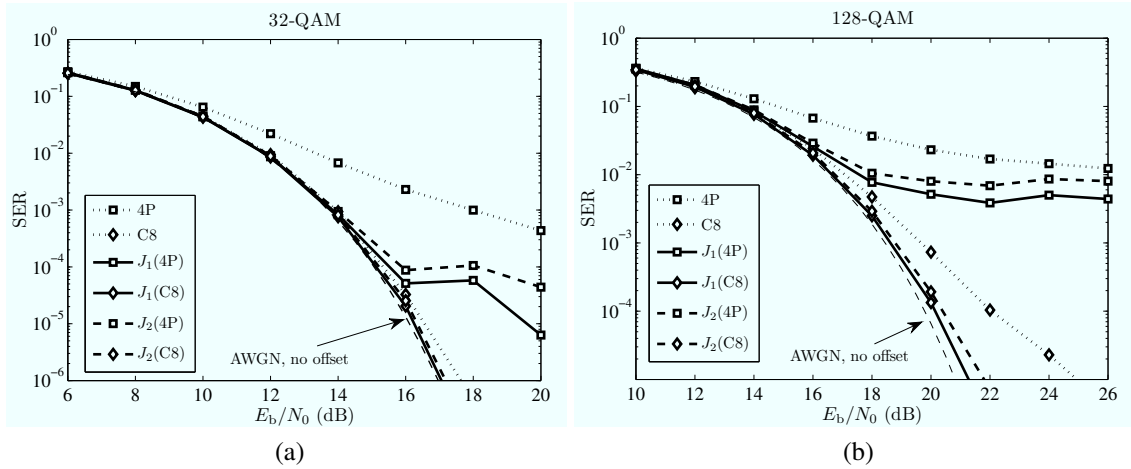 32-QAM
SER
10^0
10^-1
10^-2
10^-3
10^-4
10^-5
10^-6
4P
C8
J_1(4P)
J_1(C8)
J_2(4P)
J_2(C8)
AWGN, no offset
6 8 10 12 14 16 18 20
E_b/N_0 (dB)
(a)
128-QAM
SER
10^0
10^-1
10^-2
10^-3
10^-4
4P
C8
J_1(4P)
J_1(C8)
J_2(4P)
J_2(C8)
AWGN, no offset
10 12 14 16 18 20 22 24 26
E_b/N_0 (dB)
(b)